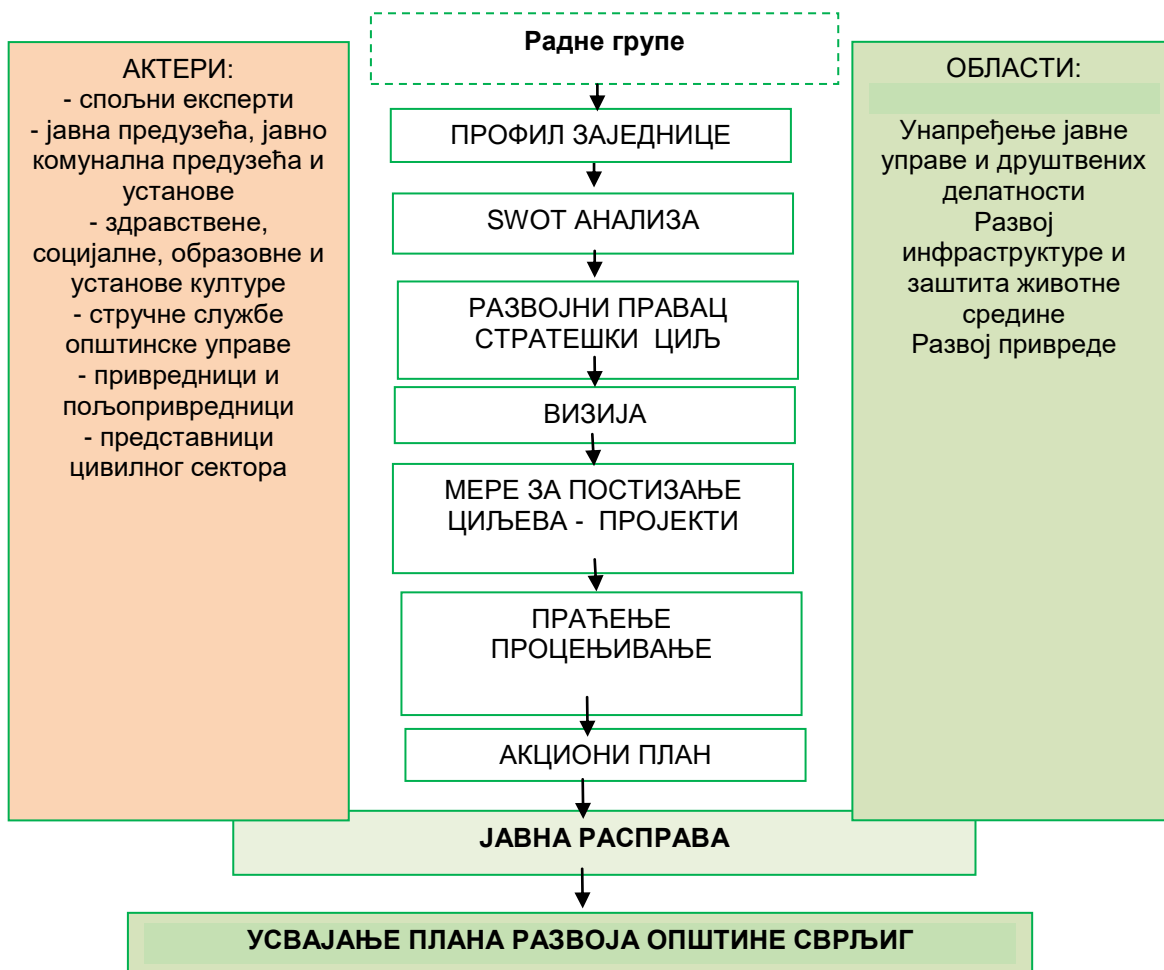 Радне групе
АКТЕРИ:
- спољни експерти
- јавна предузећа, јавно
комунална предузећа и
установе
- здравствене,
социјалне, образовне и
установе културе
- стручне службе
општинске управе
- привредници и
пољопривредници
- представници
цивилног сектора
ПРОФИЛ ЗАЈЕДНИЦЕ
SWOT АНАЛИЗА
РАЗВОЈНИ ПРАВАЦ
СТРАТЕШКИ ЦИЉ
ВИЗИЈА
МЕРЕ ЗА ПОСТИЗАЊЕ
ЦИЉЕВА - ПРОЈЕКТИ
ПРАЋЕЊЕ
ПРОЦЕЊИВАЊЕ
АКЦИОНИ ПЛАН
ОБЛАСТИ:
Унапређење јавне
управе и друштвених
делатности
Развој
инфраструктуре и
заштита животне
средине
Развој привреде
ЈАВНА РАСПРАВА
УСВАЈАЊЕ ПЛАНА РАЗВОЈА ОПШТИНЕ СВРЉИГ